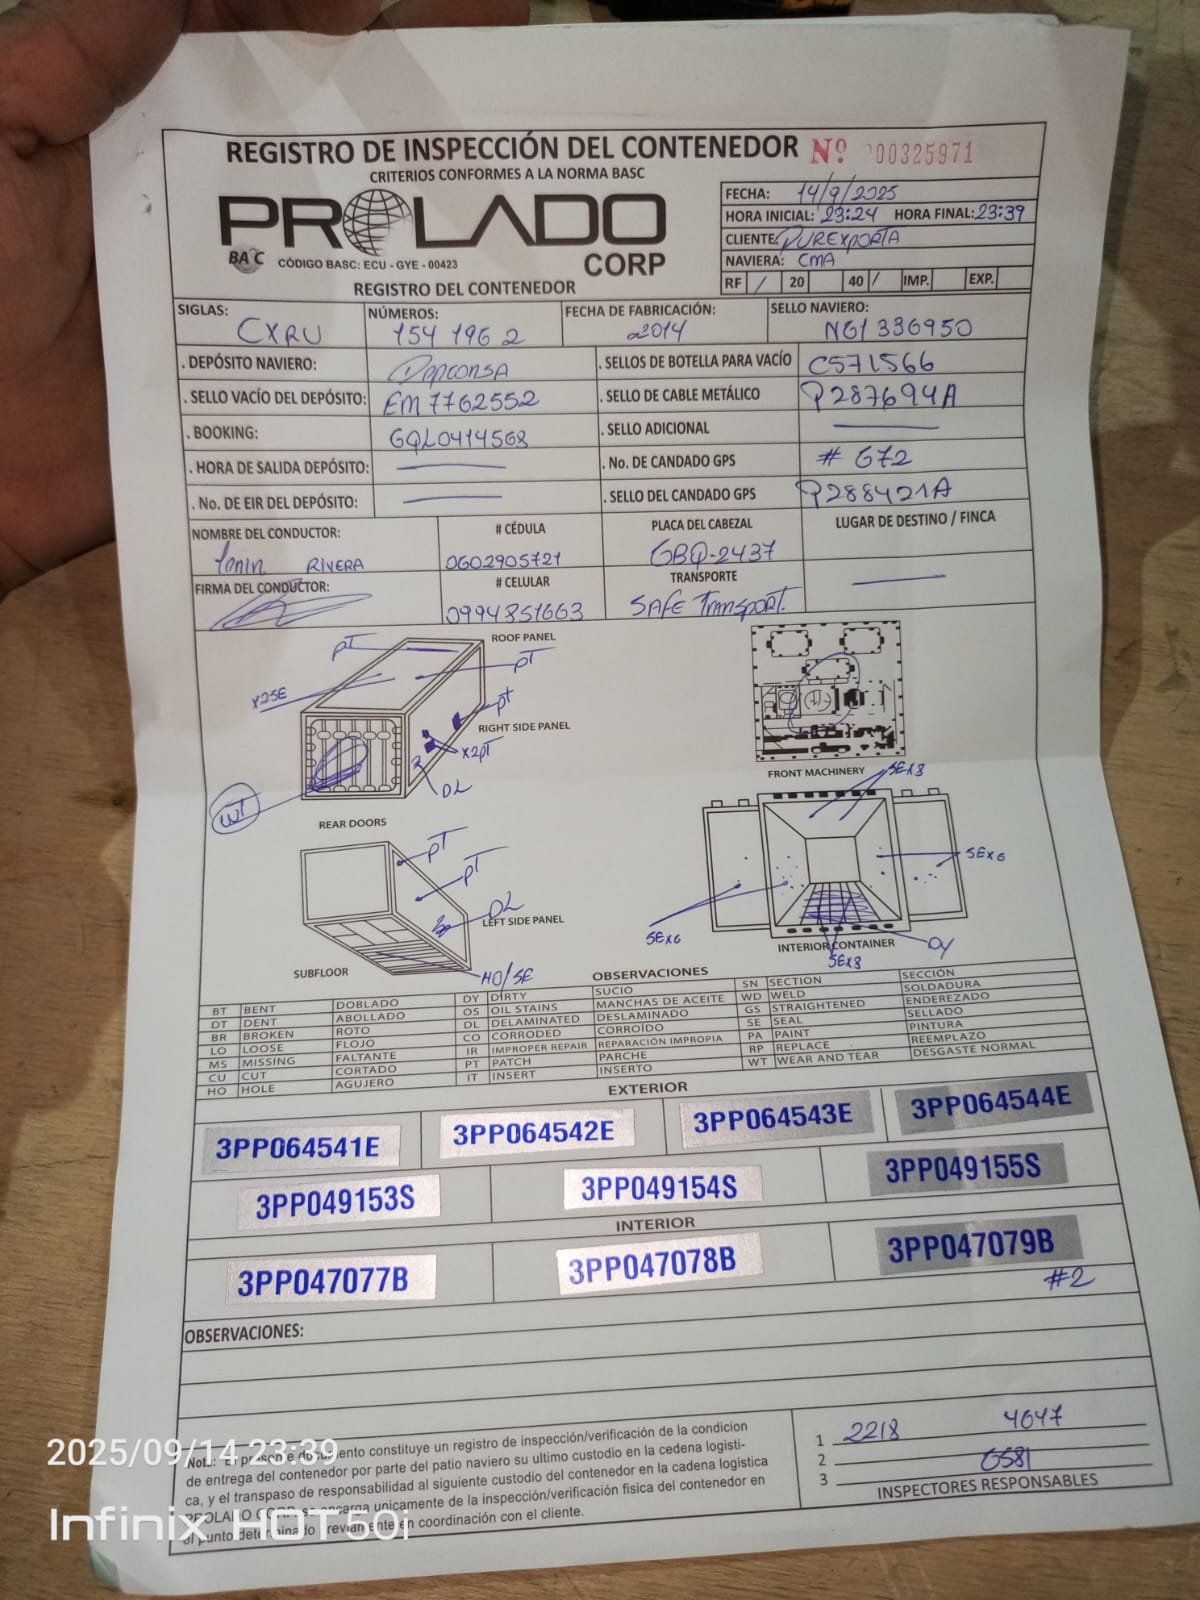 REGISTRO DE INSPECCIÓN DEL CONTENEDOR Nº 00325971
CRITERIOS CONFORMES A LA NORMA BASC
PROLADO
CORP
BASC CÓDIGO BASC: ECU - GYE - 00423
FECHA: 14/9/2025
HORA INICIAL: 23:24 HORA FINAL: 23:39
CLIENTE: DUREXPORTA
NAVIERA: CMA
RF / 20 40 / IMP. EXP.
REGISTRO DEL CONTENEDOR
SIGLAS: CXRU NÚMEROS: 154 196 2 FECHA DE FABRICACIÓN: 2014 SELLO NAVIERO: NG1336950
. DEPÓSITO NAVIERO: Depconsa . SELLOS DE BOTELLA PARA VACÍO C571566
. SELLO VACÍO DEL DEPÓSITO: EM7762552 . SELLO DE CABLE METÁLICO P287694A
. BOOKING: GQL0414568 . SELLO ADICIONAL —
. HORA DE SALIDA DEPÓSITO: — . No. DE CANDADO GPS # 672
. No. DE EIR DEL DEPÓSITO: — . SELLO DEL CANDADO GPS P288421A
NOMBRE DEL CONDUCTOR: # CÉDULA PLACA DEL CABEZAL LUGAR DE DESTINO / FINCA
RIVERA 0602905721 GBQ-2437
FIRMA DEL CONDUCTOR: # CELULAR TRANSPORTE —
0994851663 SAFE Transport.
PT ROOF PANEL
PT
X2SE
PT
RIGHT SIDE PANEL
X2PT
DL
WT
REAR DOORS
FRONT MACHINERY
SEX8
PT
PT
DL
LEFT SIDE PANEL
SUBFLOOR
HO/SE
SEX6
SEX6
INTERIOR CONTAINER
DY
SEX8
OBSERVACIONES
BT BENT DOBLADO DY DIRTY SUCIO SN SECTION SECCIÓN
DT DENT ABOLLADO OS OIL STAINS MANCHAS DE ACEITE WD WELD SOLDADURA
BR BROKEN ROTO DL DELAMINATED DESLAMINADO GS STRAIGHTENED ENDEREZADO
LO LOOSE FLOJO CO CORRODED CORROÍDO SE SEAL SELLADO
MS MISSING FALTANTE IR IMPROPER REPAIR REPARACIÓN IMPROPIA PA PAINT PINTURA
CU CUT CORTADO PT PATCH PARCHE RP REPLACE REEMPLAZO
HO HOLE AGUJERO IT INSERT INSERTO WT WEAR AND TEAR DESGASTE NORMAL
EXTERIOR
3PP064541E 3PP064542E 3PP064543E 3PP064544E
3PP049153S 3PP049154S 3PP049155S
INTERIOR
3PP047077B 3PP047078B 3PP047079B
#2
OBSERVACIONES:
Nota: El presente documento constituye un registro de inspección/verificación de la condicion
de entrega del contenedor por parte del patio naviero su ultimo custodio en la cedena logisti-
ca, y el transpaso de responsabilidad al siguiente custodio del contenedor en la cadena logistica
PROLADO CORP se encarga unicamente de la inspección/verificación fisica del contenedor en
el punto determinado previamente en coordinación con el cliente.
1 2218 4647
2 6581
3
INSPECTORES RESPONSABLES
2025/09/14 23:39
Infinix HOT 50i